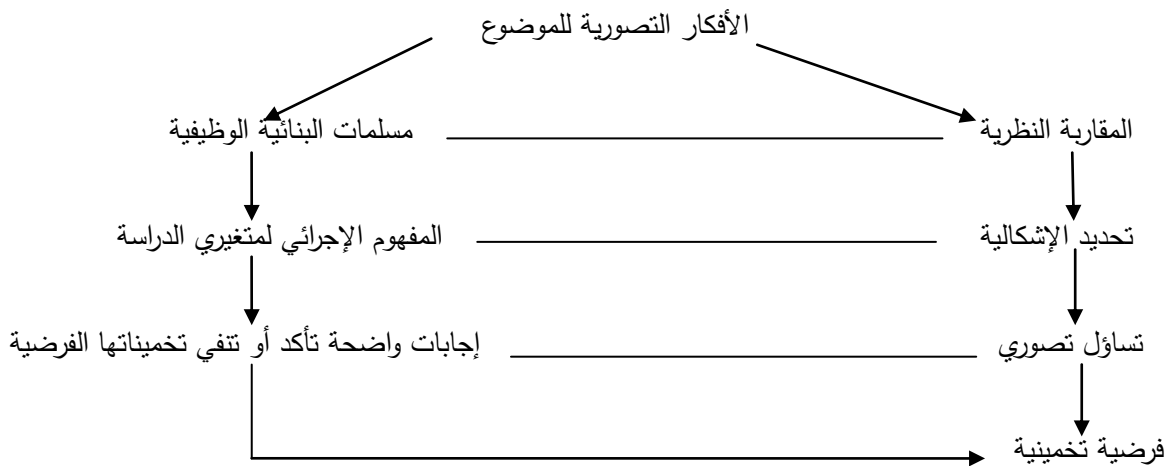 الأفكار التصورية للموضوع
المقاربة النظرية
مسلمات البنائية الوظيفية
تحديد الإشكالية
المفهوم الإجرائي لمتغيري الدراسة
تساؤل تصوري
إجابات واضحة تأكد أو تنفي تخميناتها الفرضية
فرضية تخمينية